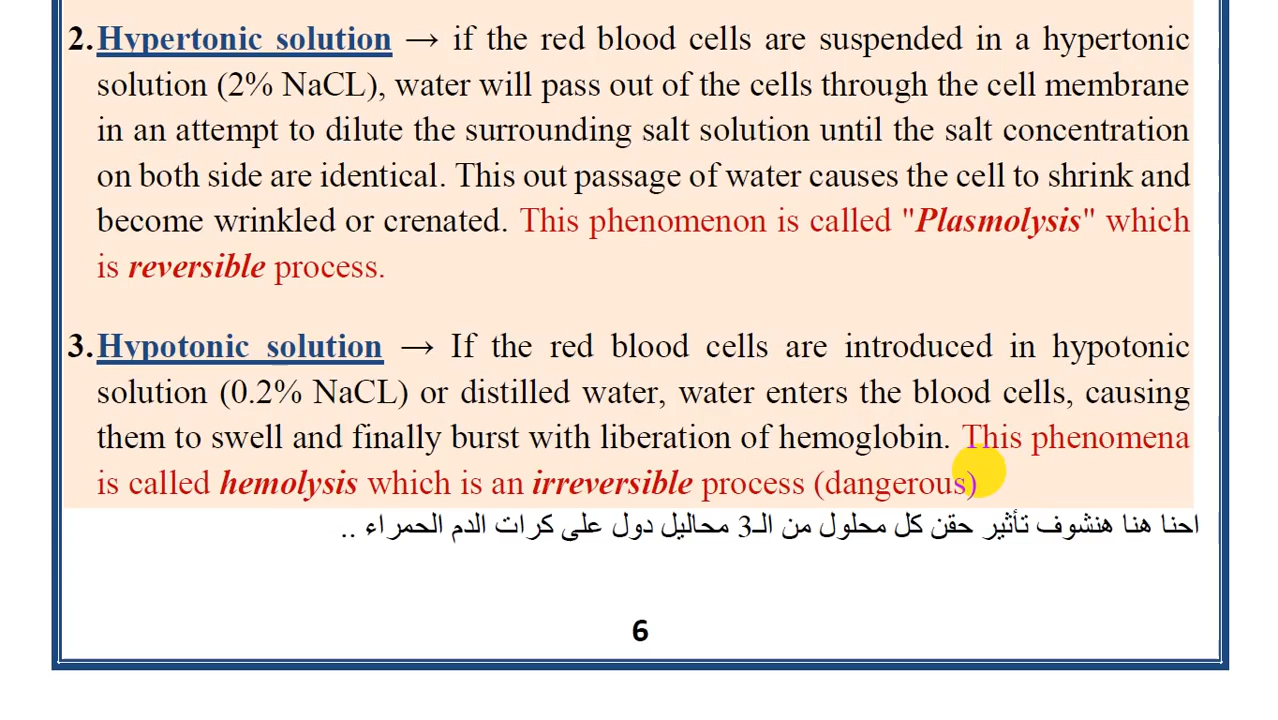 2. Hypertonic solution → if the red blood cells are suspended in a hypertonic
solution (2% NaCL), water will pass out of the cells through the cell membrane
in an attempt to dilute the surrounding salt solution until the salt concentration
on both side are identical. This out passage of water causes the cell to shrink and
become wrinkled or crenated. This phenomenon is called "Plasmolysis" which
is reversible process.
3. Hypotonic solution → If the red blood cells are introduced in hypotonic
solution (0.2% NaCL) or distilled water, water enters the blood cells, causing
them to swell and finally burst with liberation of hemoglobin. This phenomena
is called hemolysis which is an irreversible process (dangerous)
احنا هنا هنشوف تأثير حقن كل محلول من الـ3 محاليل دول على كرات الدم الحمراء ..
6